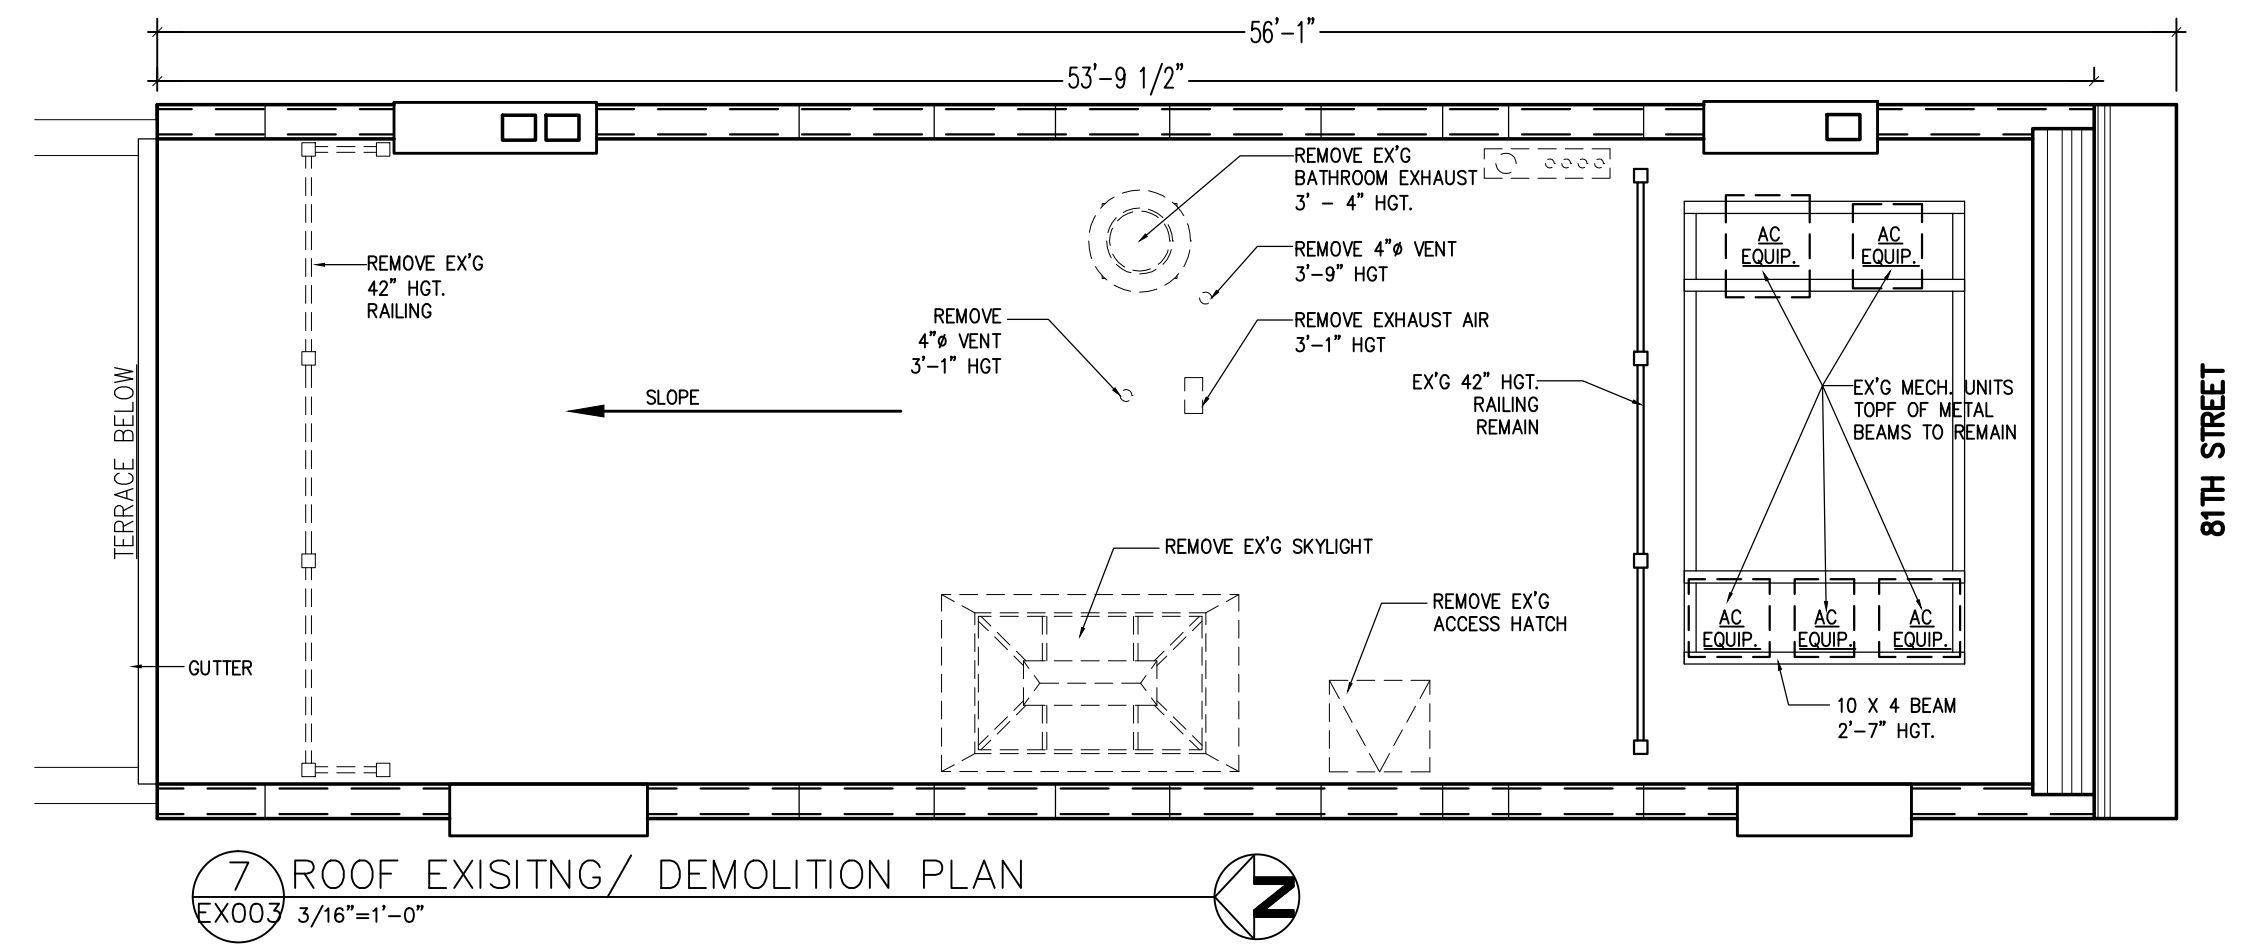 56'-1"
53'-9 1/2"
REMOVE EX'G
BATHROOM EXHAUST
3' - 4" HGT.
REMOVE 4"ø VENT
3'-9" HGT
REMOVE EXHAUST AIR
3'-1" HGT
REMOVE EX'G
42" HGT.
RAILING
REMOVE
4"ø VENT
3'-1" HGT
SLOPE
EX'G 42" HGT.
RAILING
REMAIN
AC
EQUIP.
AC
EQUIP.
EX'G MECH. UNITS
TOPF OF METAL
BEAMS TO REMAIN
81TH STREET
TERRACE BELOW
REMOVE EX'G SKYLIGHT
REMOVE EX'G
ACCESS HATCH
AC
EQUIP.
AC
EQUIP.
AC
EQUIP.
GUTTER
10 X 4 BEAM
2'-7" HGT.
7
EX003
ROOF EXISITNG/ DEMOLITION PLAN
3/16"=1'-0"
N